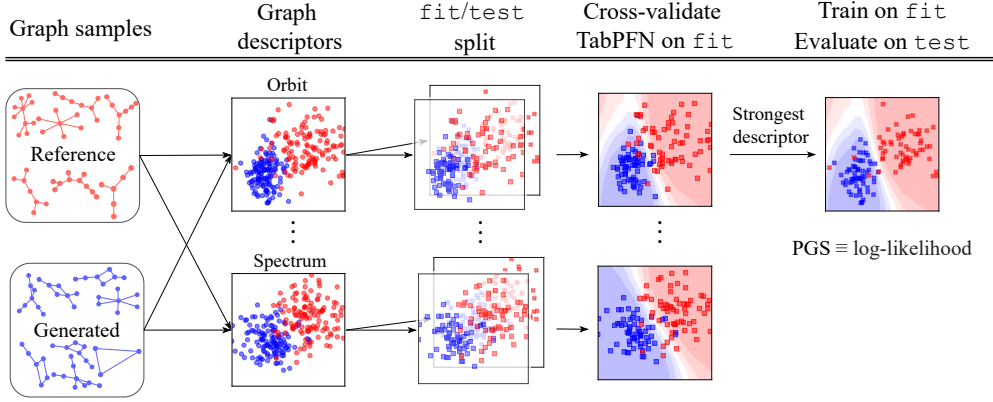 Graph samples
Graph
descriptors
fit/test
split
Cross-validate
TabPFN on fit
Train on fit
Evaluate on test
Orbit
Reference
Strongest
descriptor
PGS ≡ log-likelihood
Spectrum
Generated